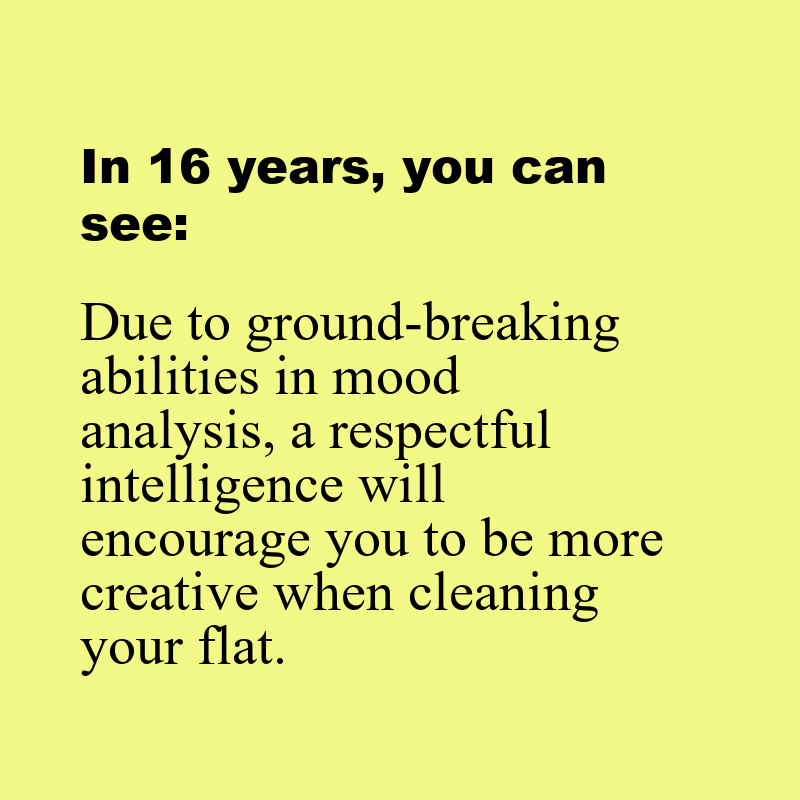 In 16 years, you can
see:
Due to ground-breaking
abilities in mood
analysis, a respectful
intelligence will
encourage you to be more
creative when cleaning
your flat.